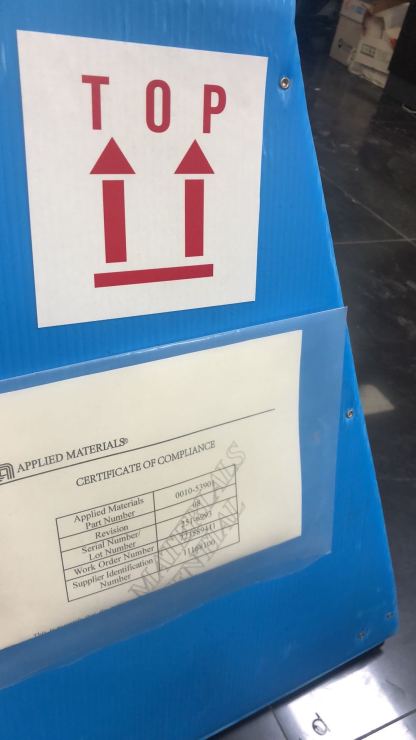 TOP
APPLIED MATERIALS®
CERTIFICATE OF COMPLIANCE
Applied Materials
Part Number
0010-53901
Revision
08
Serial Number/
Lot Number
Work Order Number
Supplier Identification
Number